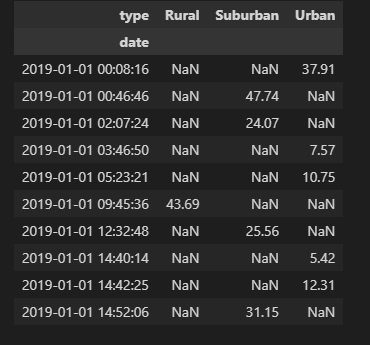 type Rural Suburban Urban
date
2019-01-01 00:08:16 NaN NaN 37.91
2019-01-01 00:46:46 NaN 47.74 NaN
2019-01-01 02:07:24 NaN 24.07 NaN
2019-01-01 03:46:50 NaN NaN 7.57
2019-01-01 05:23:21 NaN NaN 10.75
2019-01-01 09:45:36 43.69 NaN NaN
2019-01-01 12:32:48 NaN 25.56 NaN
2019-01-01 14:40:14 NaN NaN 5.42
2019-01-01 14:42:25 NaN NaN 12.31
2019-01-01 14:52:06 NaN 31.15 NaN